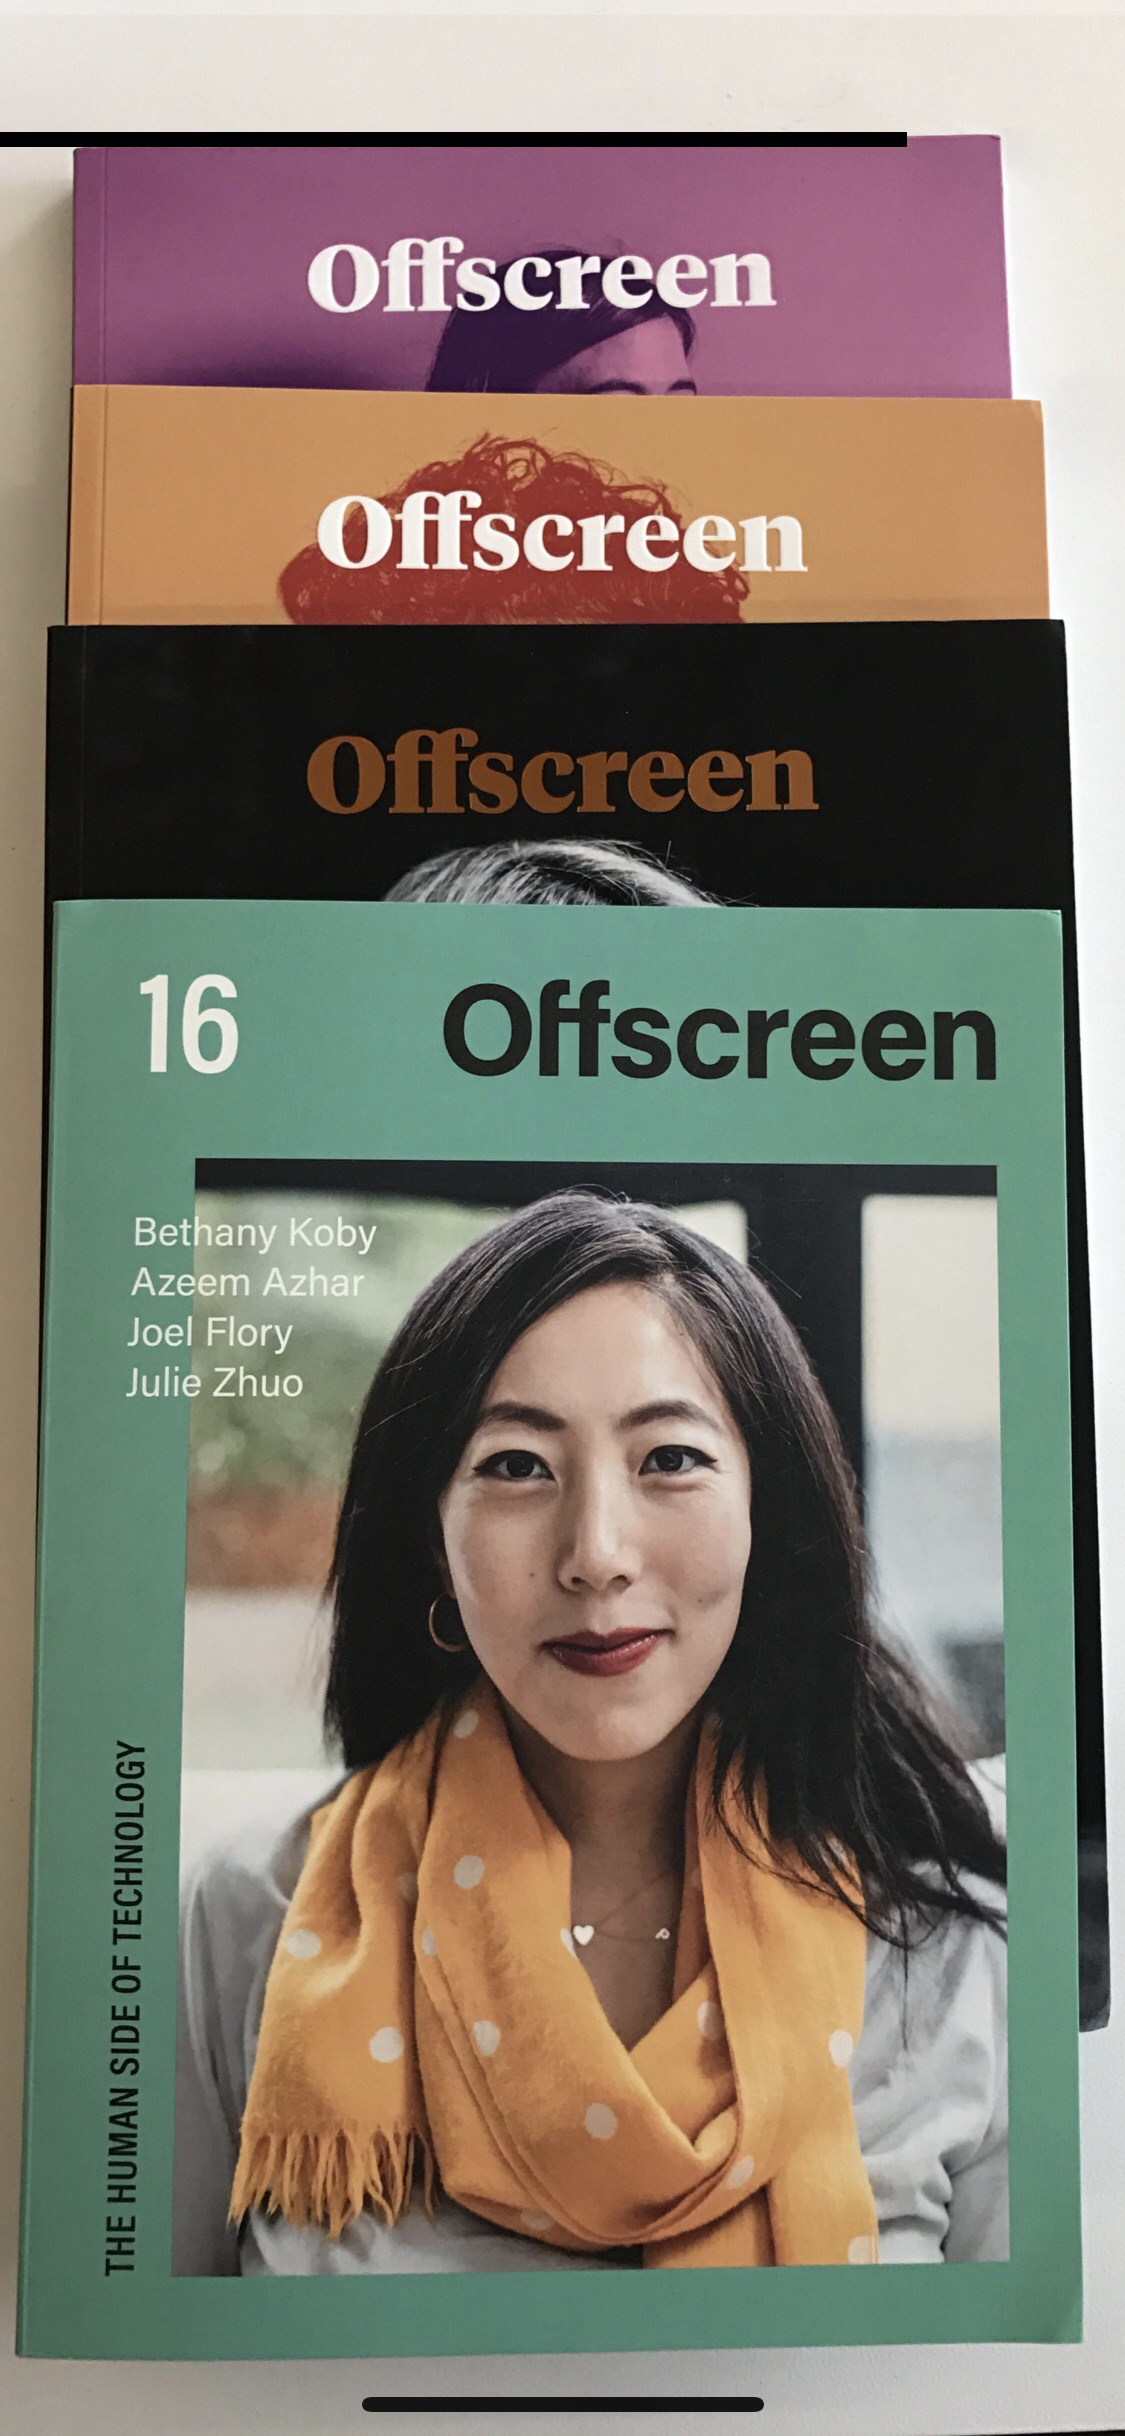 Offscreen
Offscreen
Offscreen
16
Offscreen
Bethany Koby
Azeem Azhar
Joel Flory
Julie Zhuo
THE HUMAN SIDE OF TECHNOLOGY